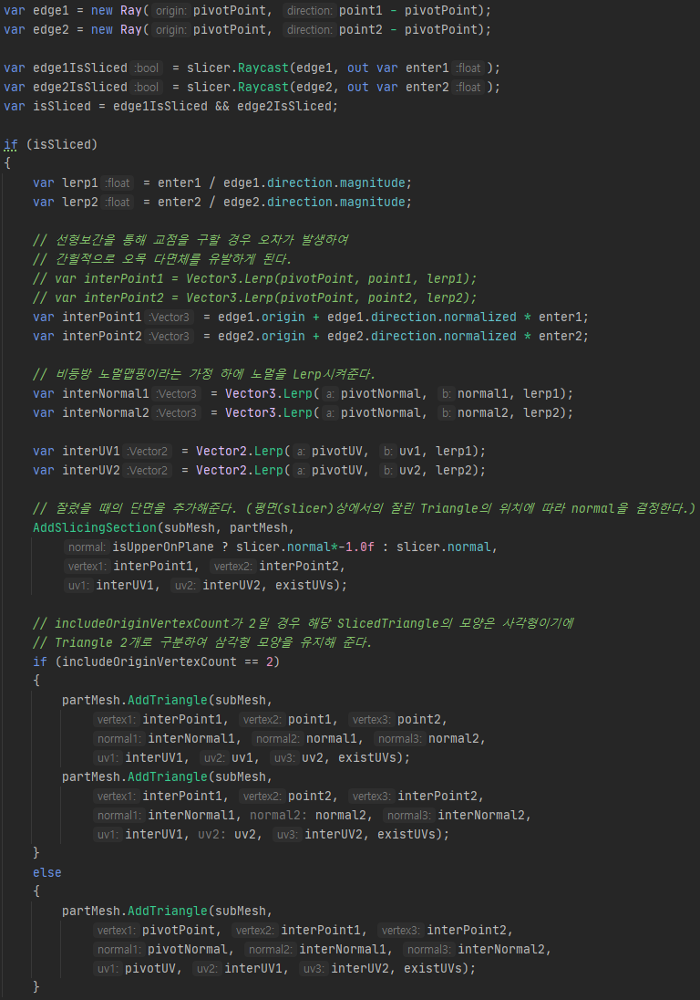 var edge1 = new Ray( origin: pivotPoint, direction: point1 - pivotPoint);
var edge2 = new Ray( origin: pivotPoint, direction: point2 - pivotPoint);
var edge1IsSliced :bool = slicer.Raycast(edge1, out var enter1 :float );
var edge2IsSliced :bool = slicer.Raycast(edge2, out var enter2 :float );
var isSliced = edge1IsSliced && edge2IsSliced;
if (isSliced)
{
var lerp1 :float = enter1 / edge1.direction.magnitude;
var lerp2 :float = enter2 / edge2.direction.magnitude;
// 선형보간을 통해 교점을 구할 경우 오차가 발생하여
// 간헐적으로 오목 다면체를 유발하게 된다.
// var interPoint1 = Vector3.Lerp(pivotPoint, point1, lerp1);
// var interPoint2 = Vector3.Lerp(pivotPoint, point2, lerp2);
var interPoint1 :Vector3 = edge1.origin + edge1.direction.normalized * enter1;
var interPoint2 :Vector3 = edge2.origin + edge2.direction.normalized * enter2;
// 비등방 노멀맵핑이라는 가정 하에 노멀을 Lerp시켜준다.
var interNormal1 :Vector3 = Vector3.Lerp( a: pivotNormal, b: normal1, lerp1);
var interNormal2 :Vector3 = Vector3.Lerp( a: pivotNormal, b: normal2, lerp2);
var interUV1 :Vector2 = Vector2.Lerp( a: pivotUV, b: uv1, lerp1);
var interUV2 :Vector2 = Vector2.Lerp( a: pivotUV, b: uv2, lerp2);
// 잘렸을 때의 단면을 추가해준다. (평면(slicer)상에서의 잘린 Triangle의 위치에 따라 normal을 결정한다.)
AddSlicingSection(subMesh, partMesh,
normal: isUpperOnPlane ? slicer.normal*-1.0f : slicer.normal,
vertex1: interPoint1, vertex2: interPoint2,
uv1: interUV1, uv2: interUV2, existUVs);
// includeOriginVertexCount가 2일 경우 해당 SlicedTriangle의 모양은 사각형이기에
// Triangle 2개로 구분하여 삼각형 모양을 유지해 준다.
if (includeOriginVertexCount == 2)
{
partMesh.AddTriangle(subMesh,
vertex1: interPoint1, vertex2: point1, vertex3: point2,
normal1: interNormal1, normal2: normal1, normal3: normal2,
uv1: interUV1, uv2: uv1, uv3: uv2, existUVs);
partMesh.AddTriangle(subMesh,
vertex1: interPoint1, vertex2: point2, vertex3: interPoint2,
normal1: interNormal1, normal2: normal2, normal3: interNormal2,
uv1: interUV1, uv2: uv2, uv3: interUV2, existUVs);
}
else
{
partMesh.AddTriangle(subMesh,
vertex1: pivotPoint, vertex2: interPoint1, vertex3: interPoint2,
normal1: pivotNormal, normal2: interNormal1, normal3: interNormal2,
uv1: pivotUV, uv2: interUV1, uv3: interUV2, existUVs);
}